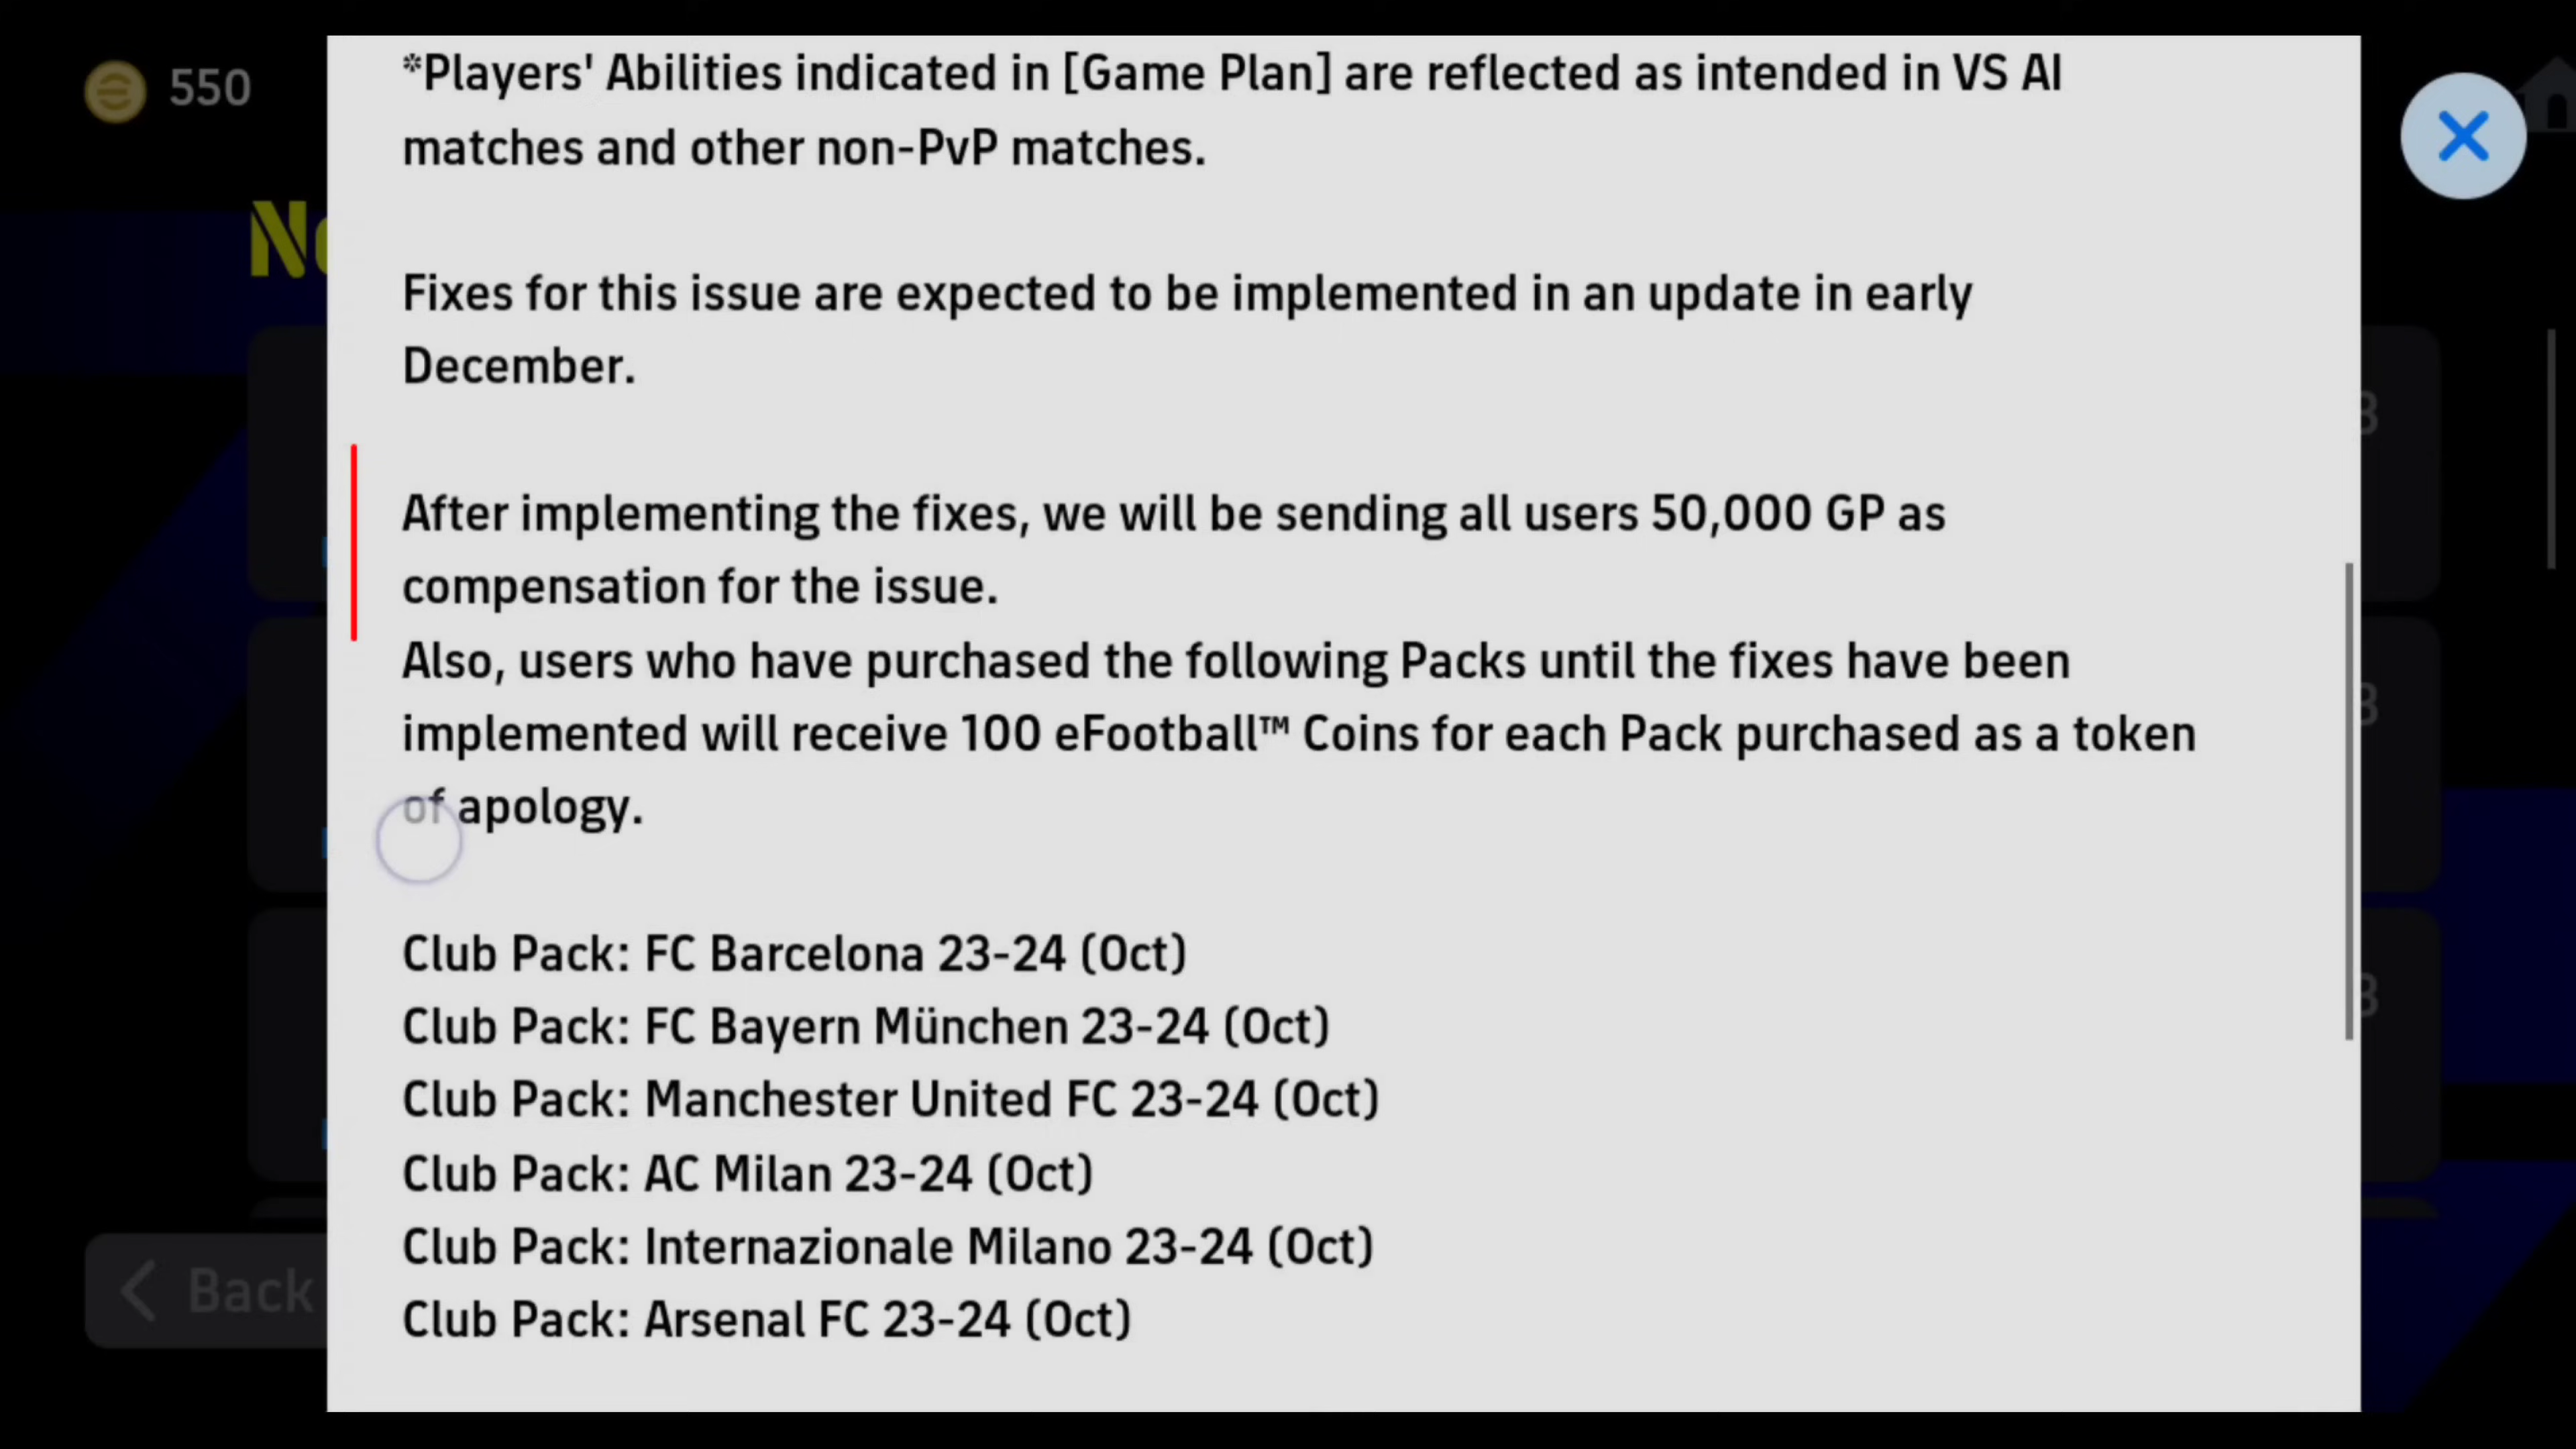 550
*Players' Abilities indicated in [Game Plan] are reflected as intended in VS AI
matches and other non-PvP matches.
Fixes for this issue are expected to be implemented in an update in early
December.
After implementing the fixes, we will be sending all users 50,000 GP as
compensation for the issue.
Also, users who have purchased the following Packs until the fixes have been
implemented will receive 100 eFootball™ Coins for each Pack purchased as a token
of apology.
Club Pack: FC Barcelona 23-24 (Oct)
Club Pack: FC Bayern München 23-24 (Oct)
Club Pack: Manchester United FC 23-24 (Oct)
Club Pack: AC Milan 23-24 (Oct)
Club Pack: Internazionale Milano 23-24 (Oct)
Club Pack: Arsenal FC 23-24 (Oct)
Back